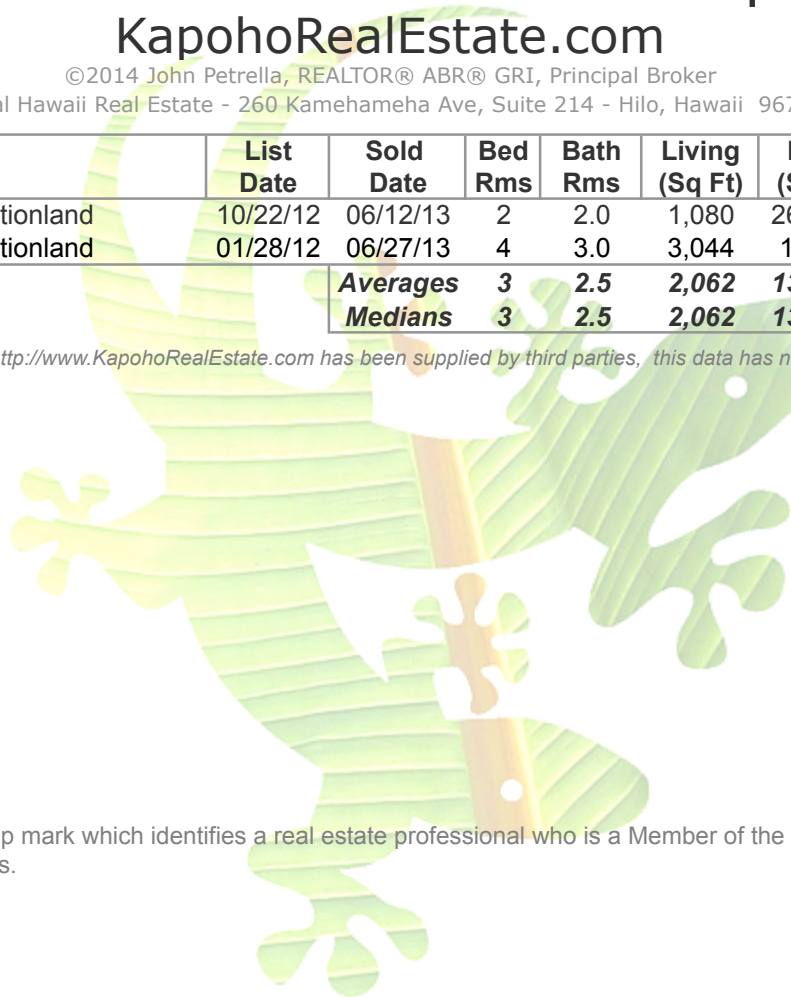 KapohoRealEstate.com
©2014 John Petrella, REALTOR® ABR® GRI, Principal Broker
Hawaii Real Estate - 260 Kamehameha Ave, Suite 214 - Hilo, Hawaii
List Date Sold Date Bed Rms Bath Rms Living (Sq Ft)
tionland 10/22/12 06/12/13 2 2.0 1,080
tionland 01/28/12 06/27/13 4 3.0 3,044
Averages 3 2.5 2,062
Medians 3 2.5 2,062
ttp://www.KapohoRealEstate.com has been supplied by third parties, this data has
p mark which identifies a real estate professional who is a Member of the
s.